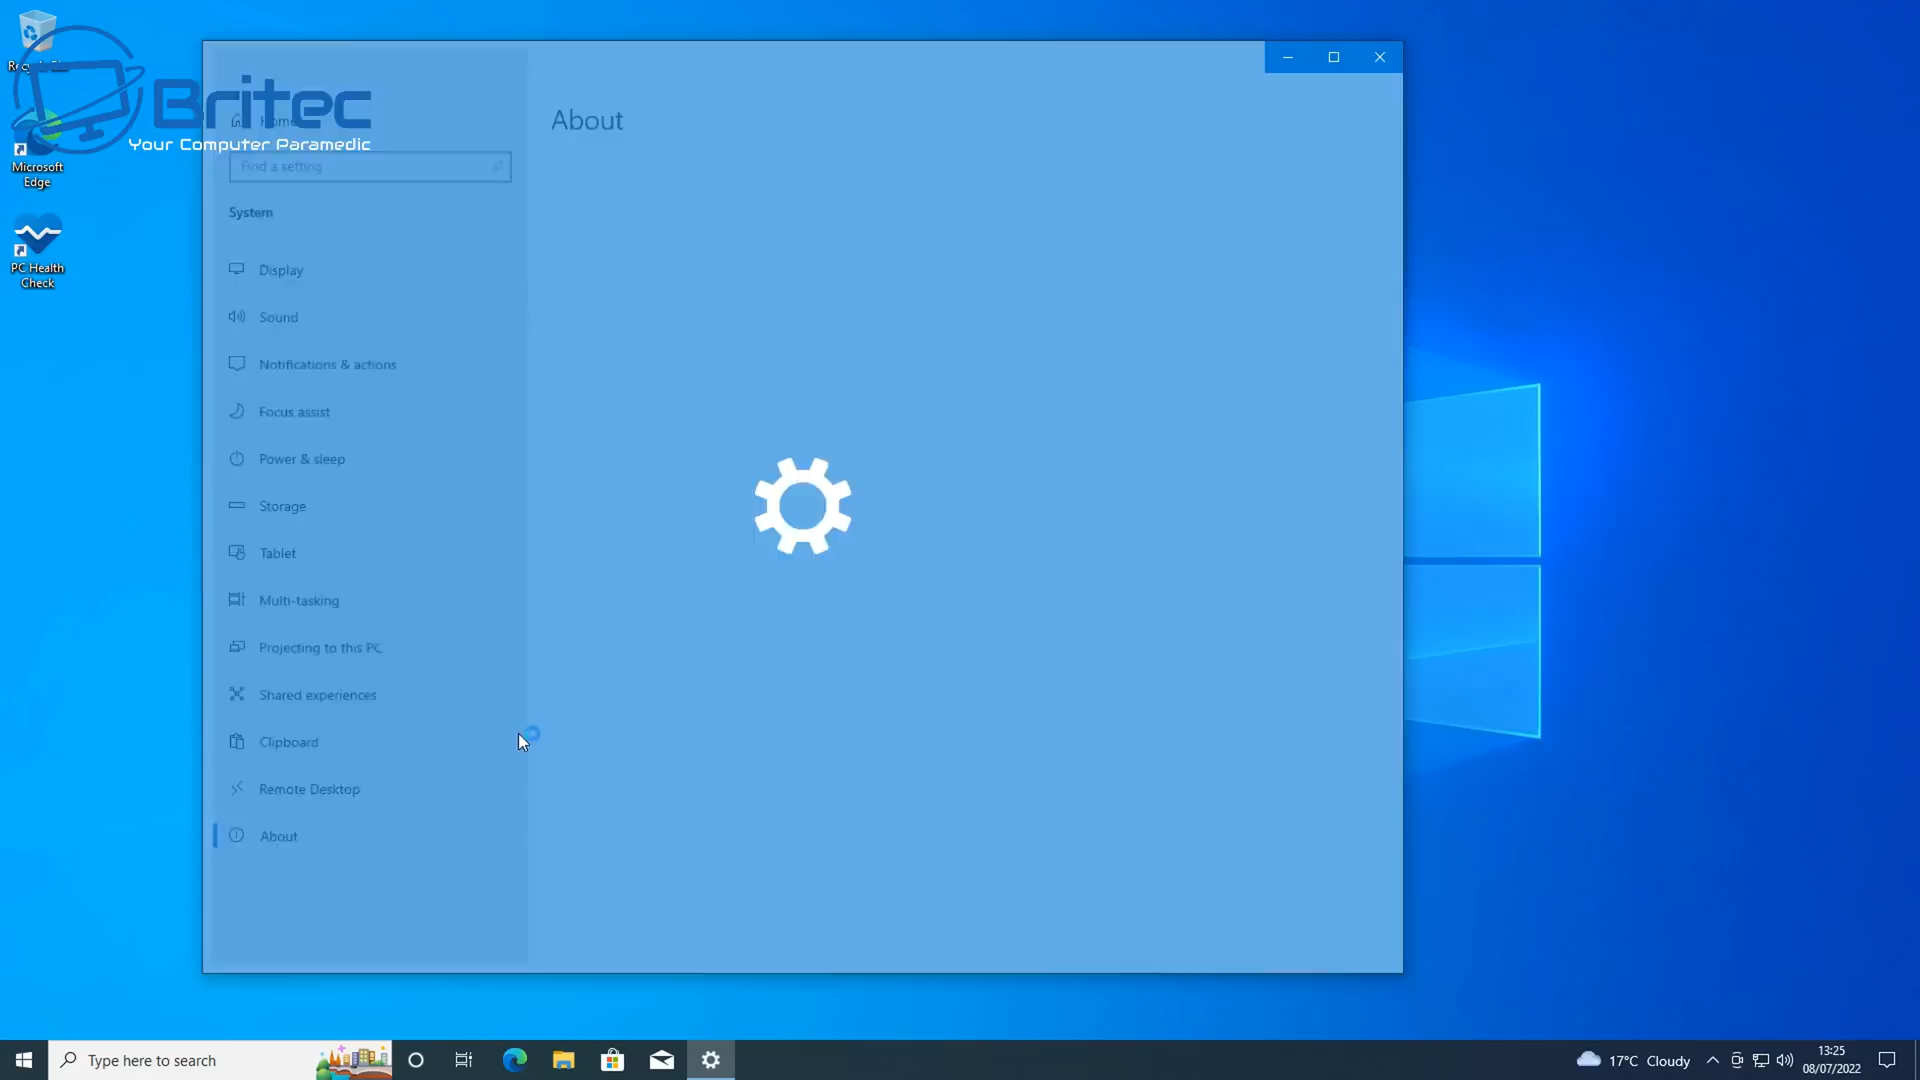 Britec
Your Computer Paramedic
Microsoft
Edge
PC Health
Check
Home
Find a setting
System
Display
Sound
Notifications & actions
Focus assist
Power & sleep
Storage
Tablet
Multi-tasking
Projecting to this PC
Shared experiences
Clipboard
Remote Desktop
About
About
Type here to search
17°C Cloudy
13:25
08/07/2022